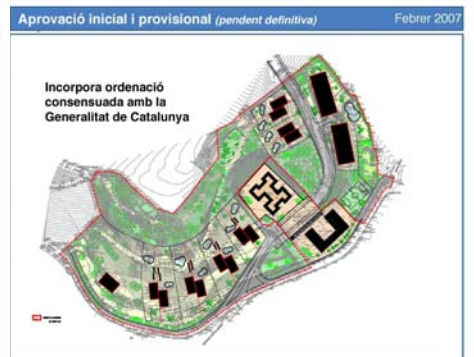 Aprovació inicial i provisional (pendent definitiva)
Febrer 2007
Incorpora ordenació
consensuada amb la
Generalitat de Catalunya